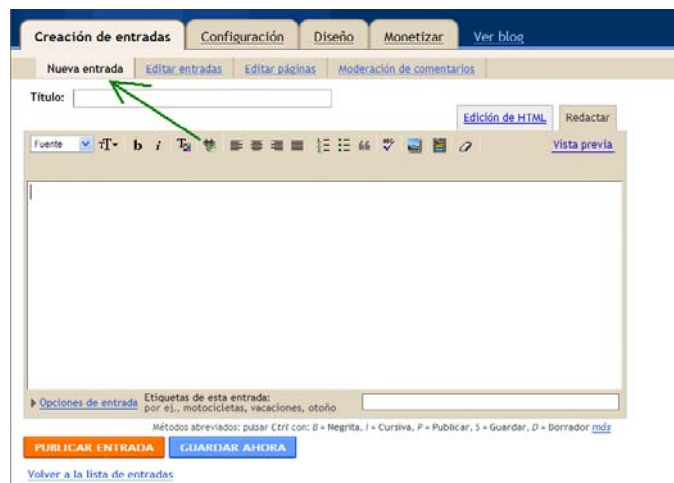 Creación de entradas Configuración Diseño Monetizar Ver blog
Nueva entrada Editar entradas Editar páginas Moderación de comentarios
Título:
Edición de HTML Redactar
Fuente T b i T ABC Vista previa
Opciones de entrada Etiquetas de esta entrada:
por ej., motocicletas, vacaciones, otoño
Métodos abreviados: pulsar Ctrl con: B = Negrita, I = Cursiva, P = Publicar, S = Guardar, D = Borrador más
PUBLICAR ENTRADA GUARDAR AHORA
Volver a la lista de entradas